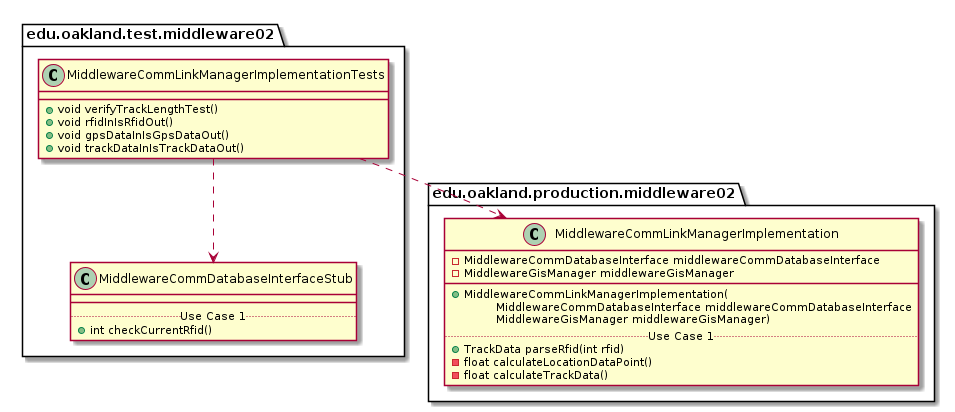 edu.oakland.test.middleware02
C MiddlewareCommLinkManagerImplementationTests
void verifyTrackLengthTest()
void rfidInIsRfidOut()
void gpsDataInIsGpsDataOut()
void trackDataInIsTrackDataOut()
C MiddlewareCommDatabaseInterfaceStub
Use Case 1
int checkCurrentRfid()
edu.oakland.production.middleware02
C MiddlewareCommLinkManagerImplementation
MiddlewareCommDatabaseInterface middlewareCommDatabaseInterface
MiddlewareGisManager middlewareGisManager
MiddlewareCommLinkManagerImplementation(
MiddlewareCommDatabaseInterface middlewareCommDatabaseInterface
MiddlewareGisManager middlewareGisManager)
Use Case 1
TrackData parseRfid(int rfid)
float calculateLocationDataPoint()
float calculateTrackData()